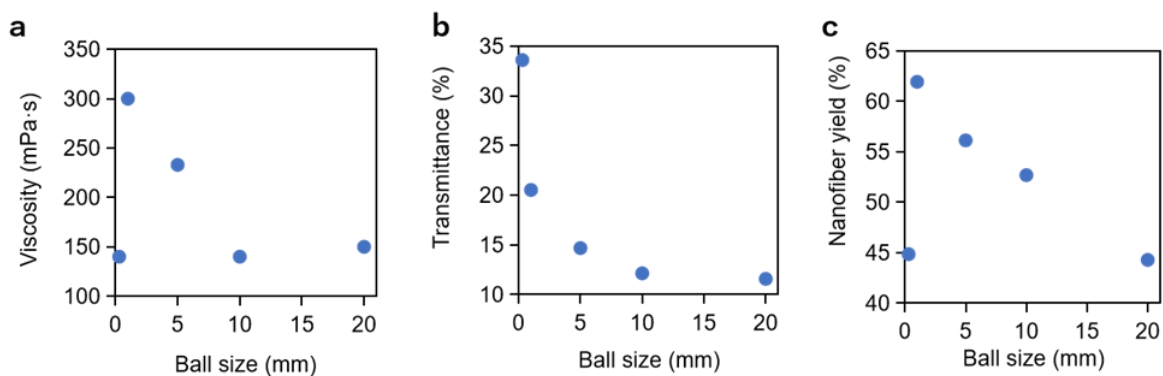 a
350
300
250
200
150
100
Viscosity (mPa·s)
0 5 10 15 20
Ball size (mm)
b
35
30
25
20
15
10
Transmittance (%)
0 5 10 15 20
Ball size (mm)
c
65
60
55
50
45
40
Nanofiber yield (%)
0 5 10 15 20
Ball size (mm)